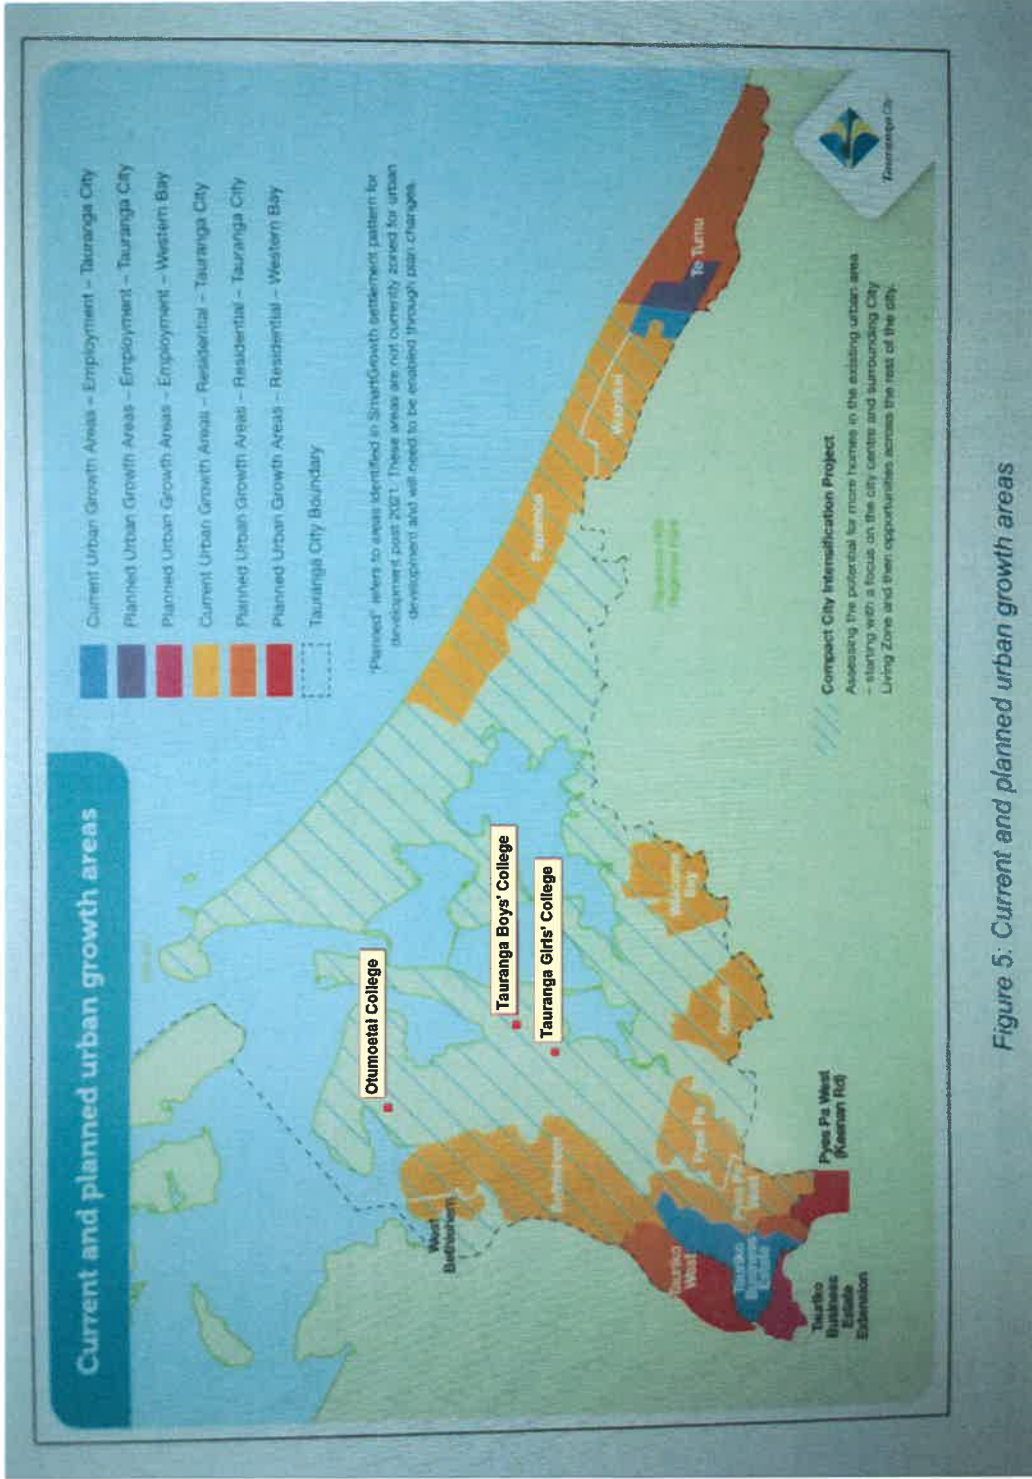 Current and planned urban growth areas
Current Urban Growth Areas – Employment – Tauranga City
Planned Urban Growth Areas – Employment – Tauranga City
Planned Urban Growth Areas – Employment – Western Bay
Current Urban Growth Areas – Residential – Tauranga City
Planned Urban Growth Areas – Residential – Tauranga City
Planned Urban Growth Areas – Residential – Western Bay
Tauranga City Boundary
"Planned" refers to areas identified in SmartGrowth settlement pattern for
development post 2021. These areas are not currently zoned for urban
development and will need to be enabled through plan changes.
Otumoetai College
Tauranga Boys' College
Tauranga Girls' College
West
Bethlehem
Bethlehem
Papamoa
Wairakei
Te Tumu
Welcome
Bay
Ohauiti
Pyes Pa
Pyes Pa
West
Tauriko
West
Tauriko
Business
Estate
Tauriko
Business
Estate
Extension
Pyes Pa West
(Keenan Rd)
Compact City Intensification Project
Assessing the potential for more homes in the existing urban area
– starting with a focus on the city centre and surrounding City
Living Zone and then opportunities across the rest of the city.
Tauranga City
Figure 5: Current and planned urban growth areas